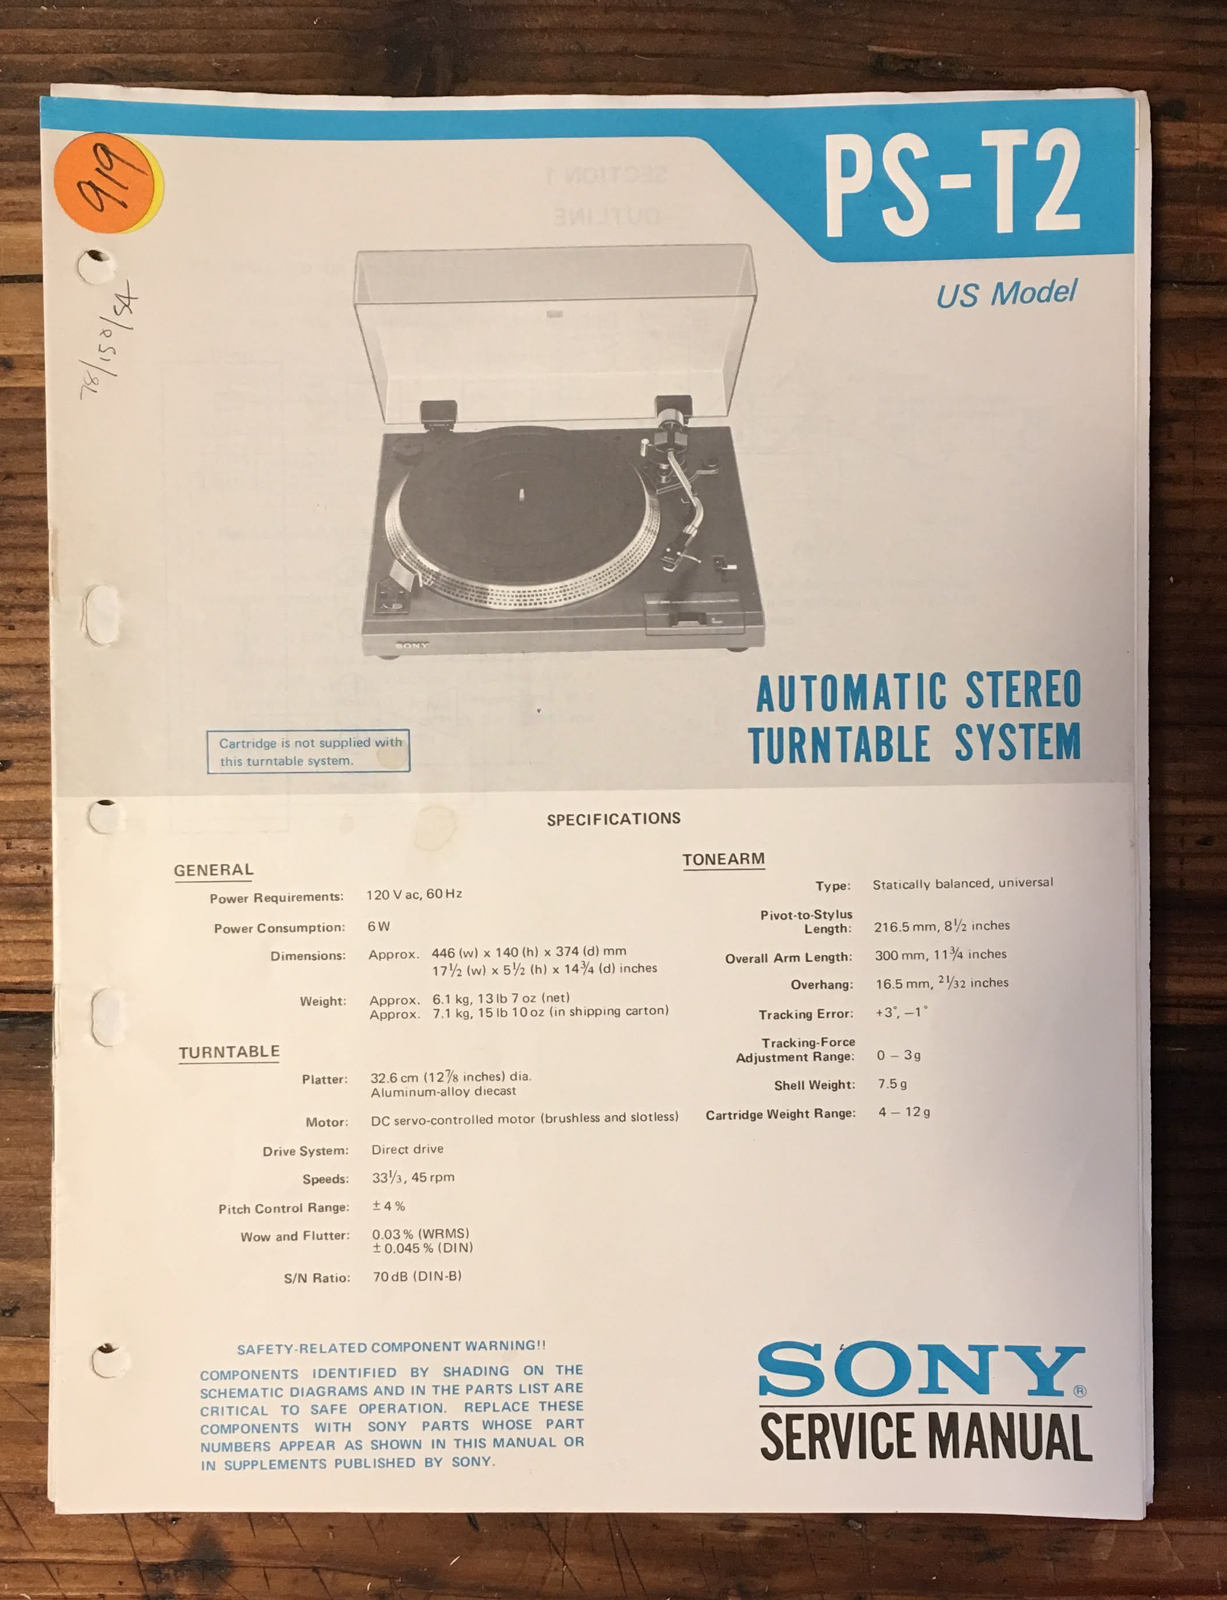 PS-T2
US Model
919
78/150/54
SONY
AUTOMATIC STEREO
TURNTABLE SYSTEM
Cartridge is not supplied with
this turntable system.
SPECIFICATIONS
GENERAL
Power Requirements: 120 V ac, 60 Hz
Power Consumption: 6 W
Dimensions: Approx. 446 (w) x 140 (h) x 374 (d) mm
17½ (w) x 5½ (h) x 14¾ (d) inches
Weight: Approx. 6.1 kg, 13 lb 7 oz (net)
Approx. 7.1 kg, 15 lb 10 oz (in shipping carton)
TURNTABLE
Platter: 32.6 cm (12⅞ inches) dia.
Aluminum-alloy diecast
Motor: DC servo-controlled motor (brushless and slotless)
Drive System: Direct drive
Speeds: 33⅓, 45 rpm
Pitch Control Range: ± 4 %
Wow and Flutter: 0.03 % (WRMS)
± 0.045 % (DIN)
S/N Ratio: 70 dB (DIN-B)
TONEARM
Type: Statically balanced, universal
Pivot-to-Stylus
Length: 216.5 mm, 8½ inches
Overall Arm Length: 300 mm, 11¾ inches
Overhang: 16.5 mm, 21/32 inches
Tracking Error: +3°, −1°
Tracking-Force
Adjustment Range: 0 – 3 g
Shell Weight: 7.5 g
Cartridge Weight Range: 4 – 12 g
SAFETY-RELATED COMPONENT WARNING!!
COMPONENTS IDENTIFIED BY SHADING ON THE
SCHEMATIC DIAGRAMS AND IN THE PARTS LIST ARE
CRITICAL TO SAFE OPERATION. REPLACE THESE
COMPONENTS WITH SONY PARTS WHOSE PART
NUMBERS APPEAR AS SHOWN IN THIS MANUAL OR
IN SUPPLEMENTS PUBLISHED BY SONY.
SONY®
SERVICE MANUAL